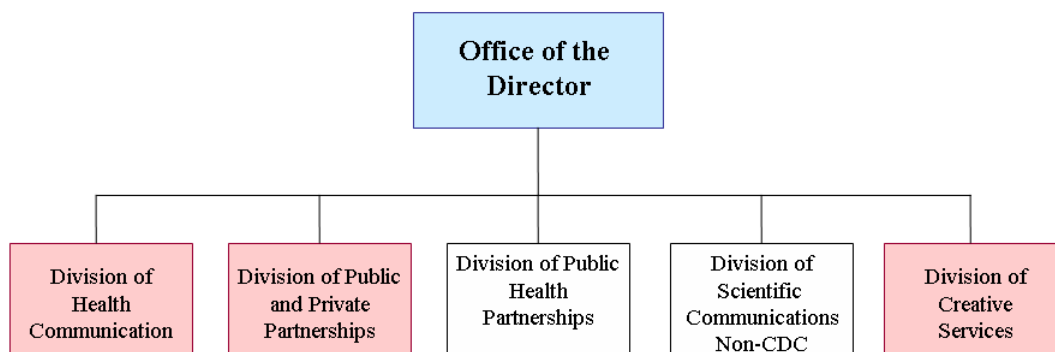 Office of the
Director
Division of
Health
Communication
Division of Public
and Private
Partnerships
Division of Public
Health
Partnerships
Division of
Scientific
Communications
Non-CDC
Division of
Creative
Services